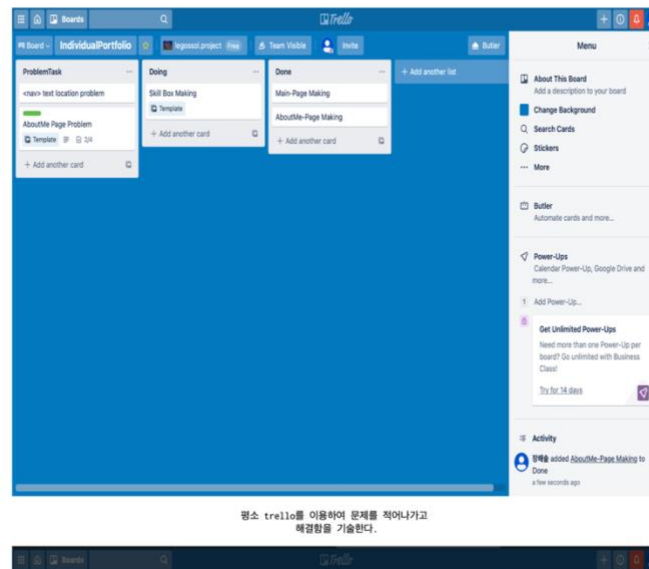 Boards
Trello
Board
IndividualPortfolio
legossol.project
Free
Team Visible
Invite
Butler
Menu
ProblemTask
<nav> text location problem
AboutMe Page Problem
Template
2/4
+ Add another card
Doing
Skill Box Making
Template
+ Add another card
Done
Main-Page Making
AboutMe-Page Making
+ Add another card
+ Add another list
About This Board
Add a description to your board
Change Background
Search Cards
Stickers
More
Butler
Automate cards and more...
Power-Ups
Calendar Power-Up, Google Drive and
more...
1 Add Power-Up...
Get Unlimited Power-Ups
Need more than one Power-Up per
board? Go unlimited with Business
Class!
Try for 14 days
Activity
added AboutMe-Page Making to
Done
a few seconds ago
평소 trello를 이용하여 문제를 적어나가고
해결함을 기술한다.
Boards
Trello